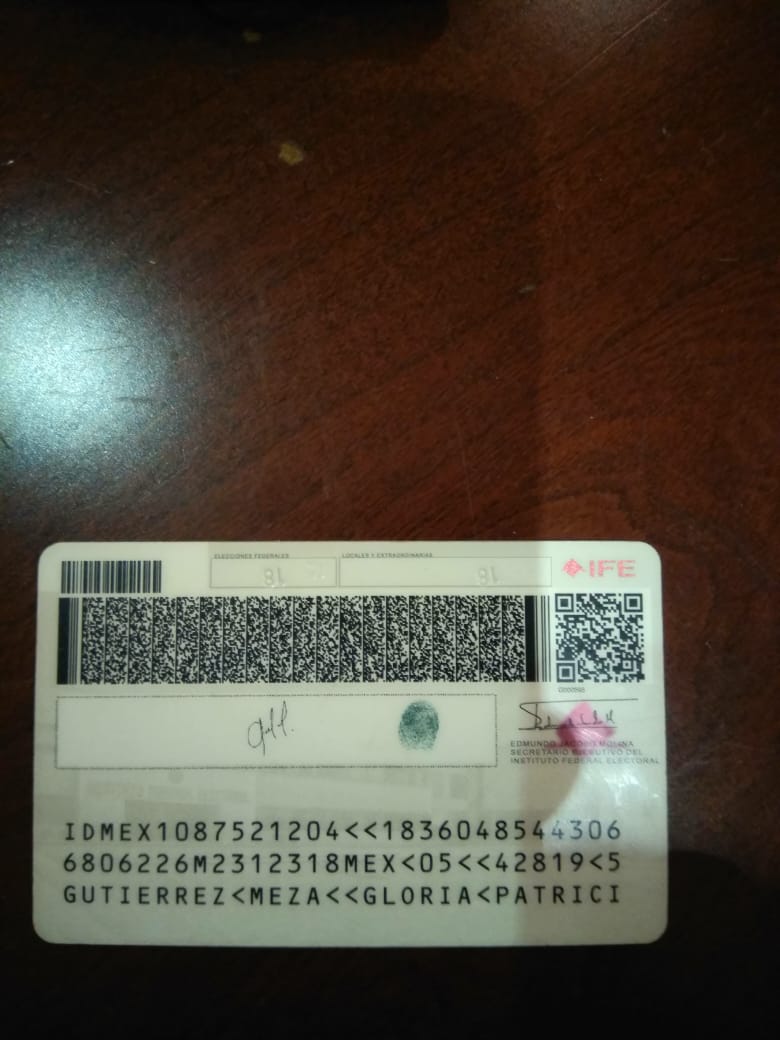 ELECCIONES FEDERALES LOCALES Y EXTRAORDINARIAS
18 18
IFE
EDMUNDO JACOBO MOLINA
SECRETARIO EJECUTIVO DEL
INSTITUTO FEDERAL ELECTORAL
IDMEX1087521204<<1836048544306
6806226M2312318MEX<05<<42819<5
GUTIERREZ<MEZA<<GLORIA<PATRICI